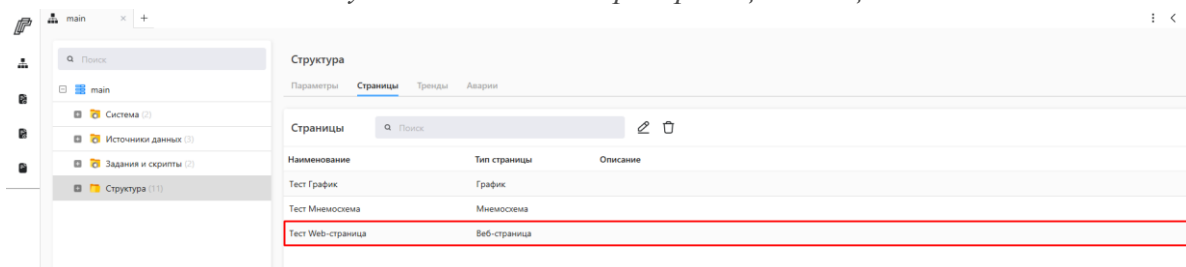 main × +
Поиск
main
Система (2)
Источники данных (3)
Задания и скрипты (2)
Структура (11)
Структура
Параметры Страницы Тренды Аварии
Страницы Поиск
Наименование Тип страницы Описание
Тест График График
Тест Мнемосхема Мнемосхема
Тест Web-страница Веб-страница